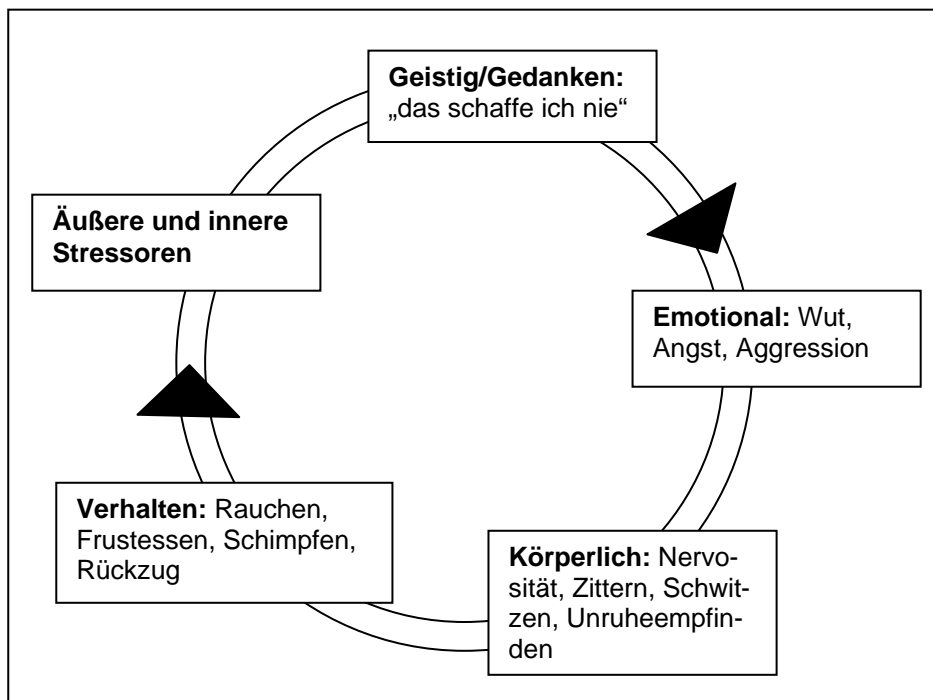 Geistig/Gedanken:
„das schaffe ich nie“
Äußere und innere
Stressoren
Emotional: Wut,
Angst, Aggression
Verhalten: Rauchen,
Frustessen, Schimpfen,
Rückzug
Körperlich: Nervo-
sität, Zittern, Schwit-
zen, Unruheempfin-
den